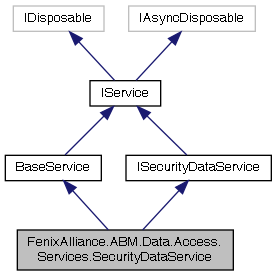 IDisposable
IAsyncDisposable
IService
BaseService
ISecurityDataService
FenixAlliance.ABM.Data.Access.
Services.SecurityDataService